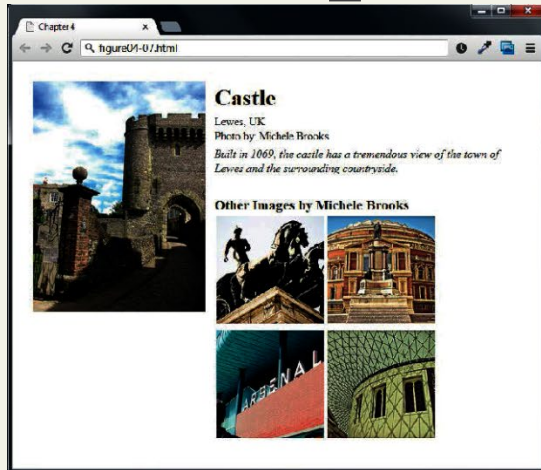 Chapter 4
figure04-07.html
Castle
Lewes, UK
Photo by: Michele Brooks
Built in 1069, the castle has a tremendous view of the town of
Lewes and the surrounding countryside.
Other Images by Michele Brooks
ARSENAL